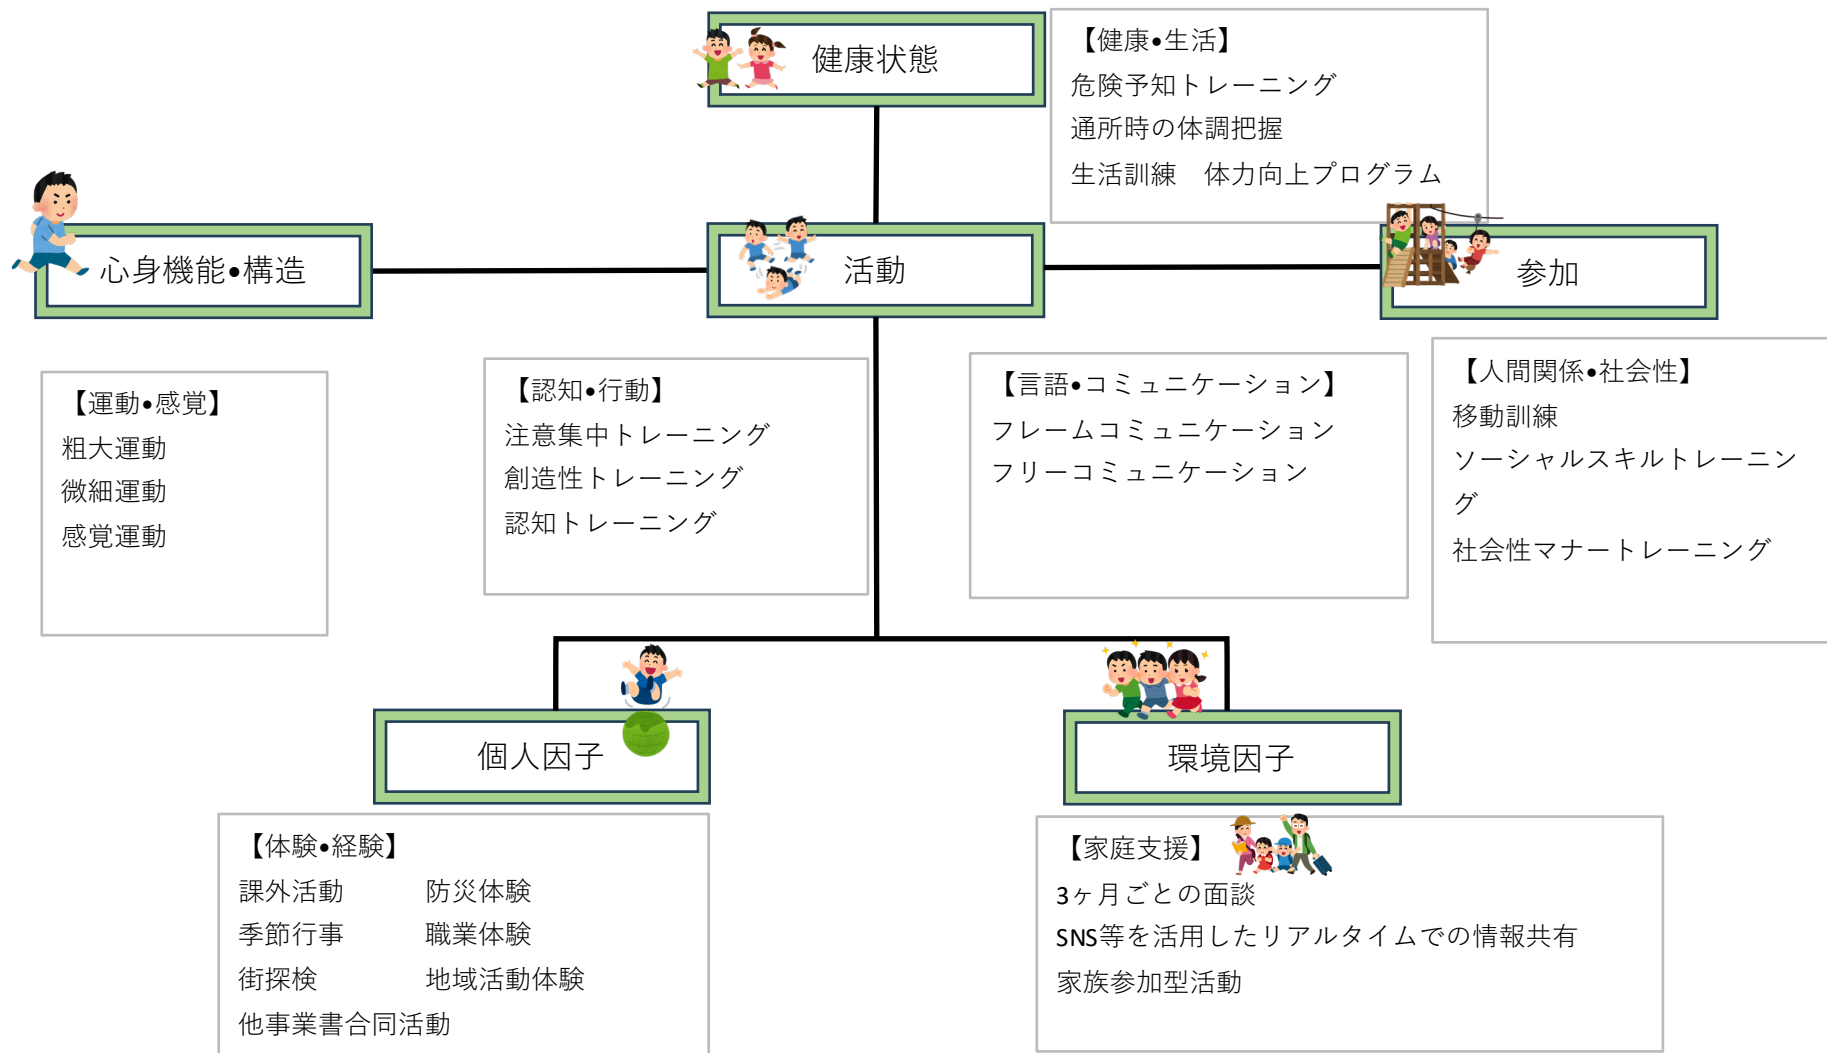 健康状態
【健康•生活】
危険予知トレーニング
通所時の体調把握
生活訓練　体力向上プログラム
心身機能•構造
活動
参加
【運動•感覚】
粗大運動
微細運動
感覚運動
【認知•行動】
注意集中トレーニング
創造性トレーニング
認知トレーニング
【言語•コミュニケーション】
フレームコミュニケーション
フリーコミュニケーション
【人間関係•社会性】
移動訓練
ソーシャルスキルトレーニン
グ
社会性マナートレーニング
個人因子
環境因子
【体験•経験】
課外活動　　　防災体験
季節行事　　　職業体験
街探検　　　　地域活動体験
他事業書合同活動
【家庭支援】
3ヶ月ごとの面談
SNS等を活用したリアルタイムでの情報共有
家族参加型活動